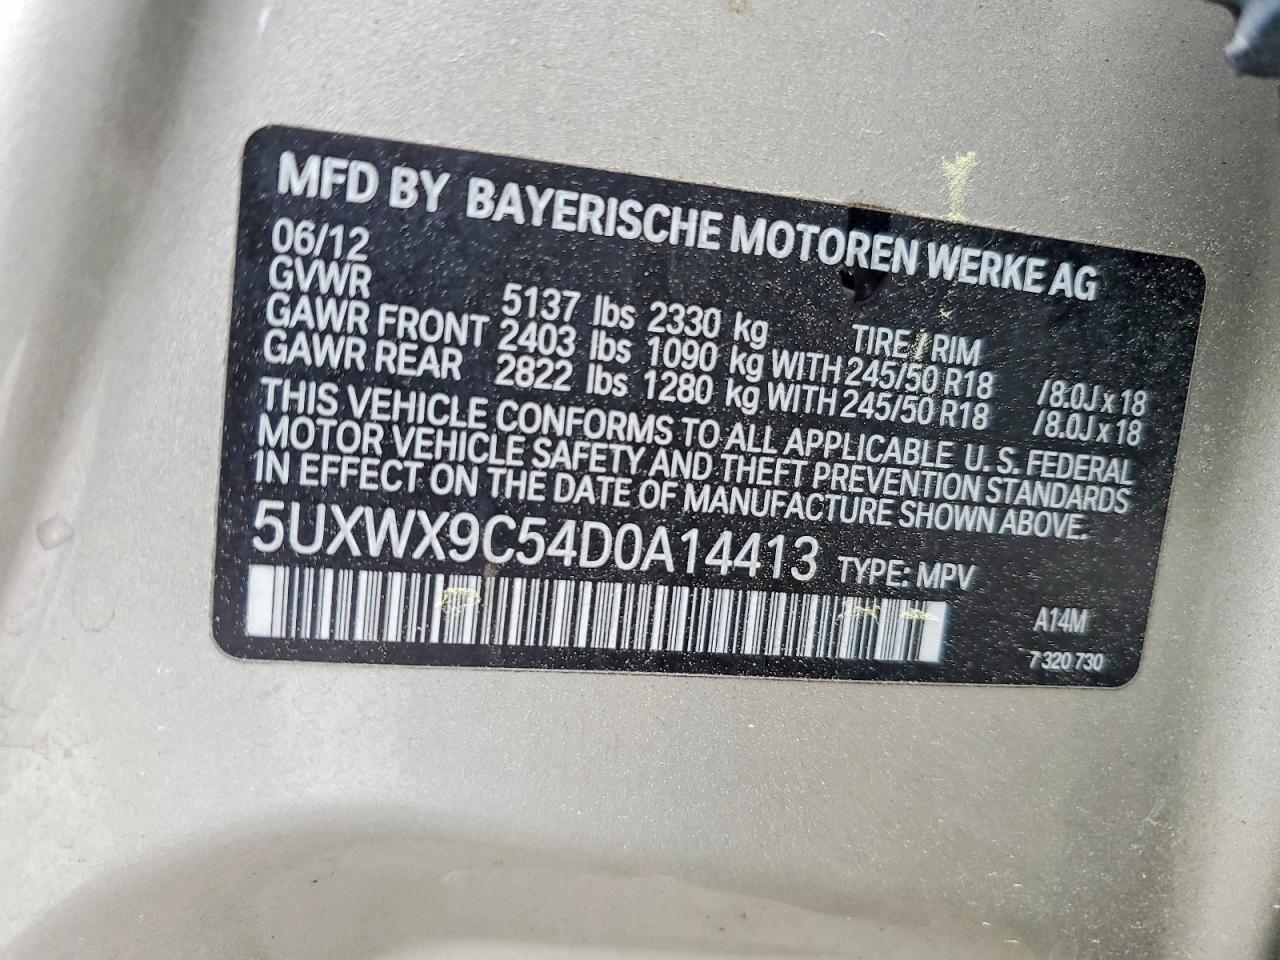 MFD BY BAYERISCHE MOTOREN WERKE AG
06/12
GVWR 5137 lbs 2330 kg TIRE / RIM
GAWR FRONT 2403 lbs 1090 kg WITH 245/50 R18 /8.0J x 18
GAWR REAR 2822 lbs 1280 kg WITH 245/50 R18 /8.0J x 18
THIS VEHICLE CONFORMS TO ALL APPLICABLE U. S. FEDERAL
MOTOR VEHICLE SAFETY AND THEFT PREVENTION STANDARDS
IN EFFECT ON THE DATE OF MANUFACTURE SHOWN ABOVE.
5UXWX9C54D0A14413 TYPE: MPV
A14M
7 320 730